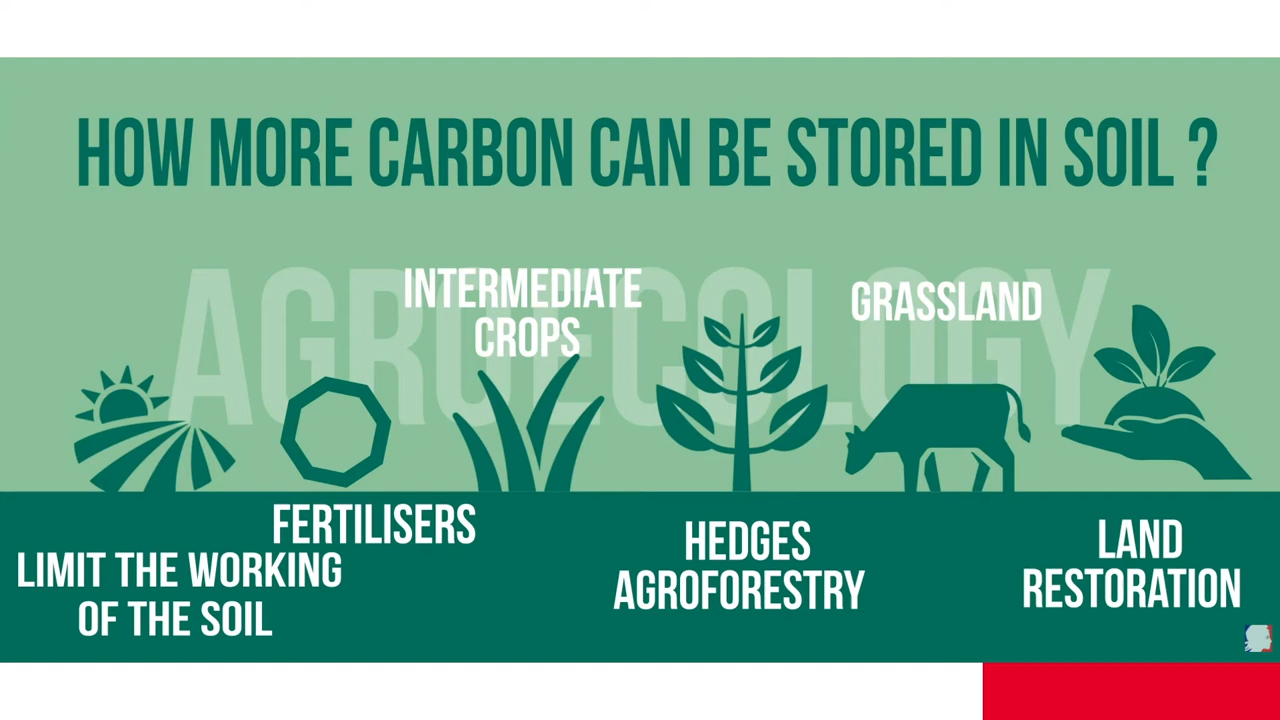 HOW MORE CARBON CAN BE STORED IN SOIL ?
AGROECOLOGY
INTERMEDIATE
CROPS
GRASSLAND
FERTILISERS
LIMIT THE WORKING
OF THE SOIL
HEDGES
AGROFORESTRY
LAND
RESTORATION